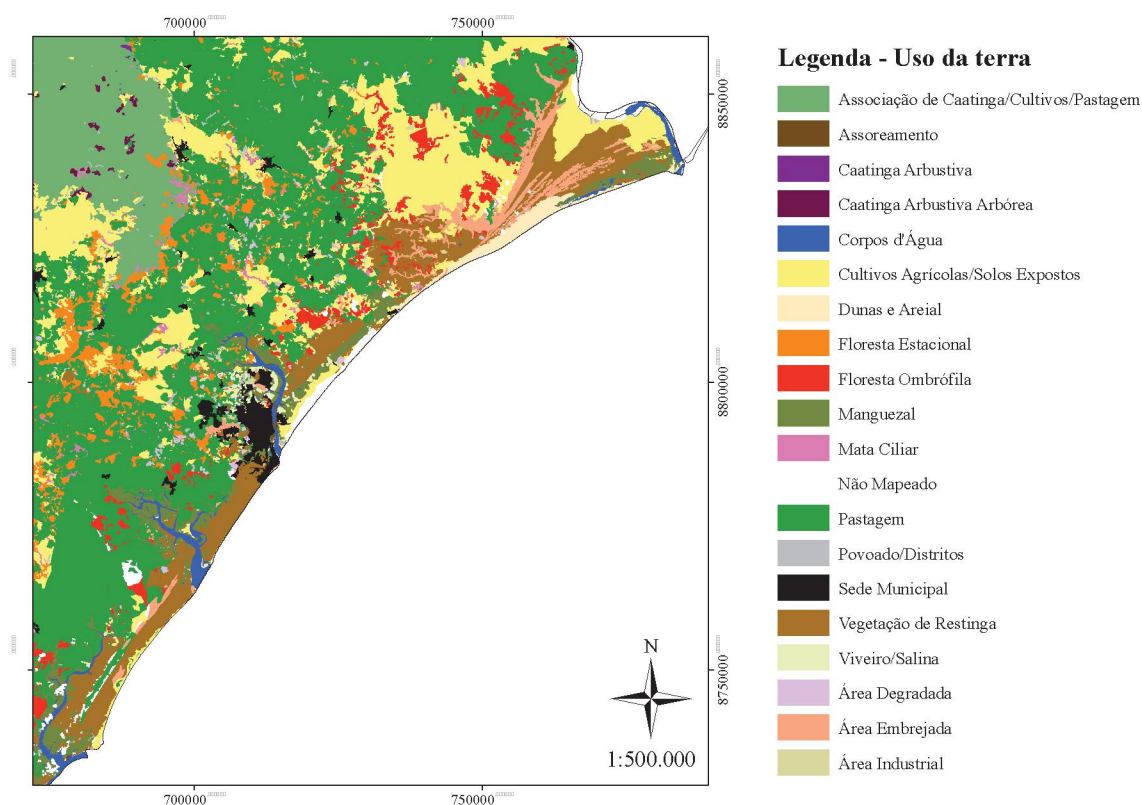 700000
750000
8850000
8800000
8750000
N
1:500.000
700000
750000
Legenda - Uso da terra
Associação de Caatinga/Cultivos/Pastagem
Assoreamento
Caatinga Arbustiva
Caatinga Arbustiva Arbórea
Corpos d'Água
Cultivos Agrícolas/Solos Expostos
Dunas e Areial
Floresta Estacional
Floresta Ombrófila
Manguezal
Mata Ciliar
Não Mapeado
Pastagem
Povoado/Distritos
Sede Municipal
Vegetação de Restinga
Viveiro/Salina
Área Degradada
Área Embrejada
Área Industrial